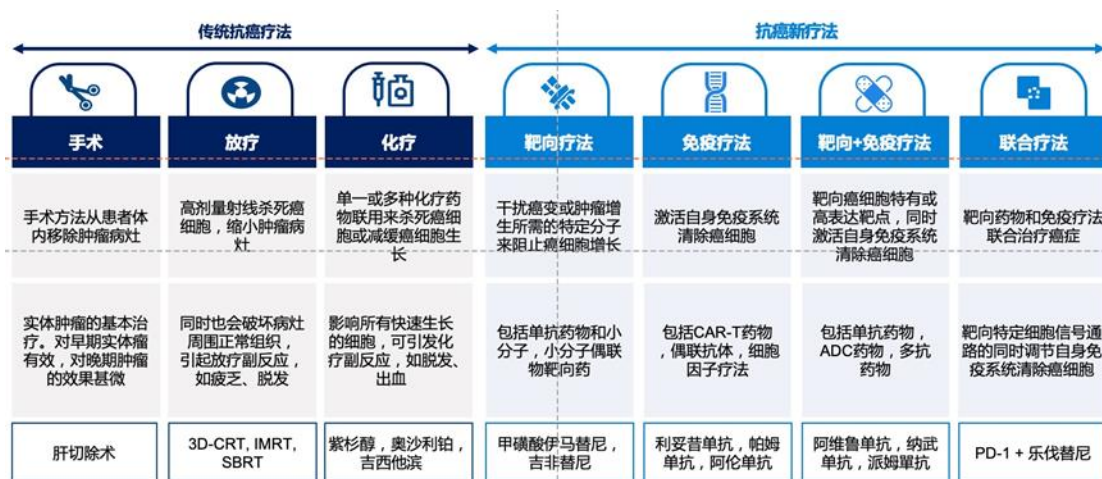 传统抗癌疗法
抗癌新疗法
手术
放疗
化疗
靶向疗法
免疫疗法
靶向+免疫疗法
联合疗法
手术方法从患者体
内移除肿瘤病灶
高剂量射线杀死癌
细胞，缩小肿瘤病
灶
单一或多种化疗药
物联用来杀死癌细
胞或减缓癌细胞生
长
干扰癌变或肿瘤增
生所需的特定分子
来阻止癌细胞增长
激活自身免疫系统
清除癌细胞
靶向癌细胞特有或
高表达靶点，同时
激活自身免疫系统
清除癌细胞
靶向药物和免疫疗法
联合治疗癌症
实体肿瘤的基本治
疗。对早期实体瘤
有效，对晚期肿瘤
的效果甚微
同时也会破坏病灶
周围正常组织，
引起放疗副反应，
如疲乏、脱发
影响所有快速生长
的细胞，可引发化
疗副反应，如脱发、
出血
包括单抗药物和小
分子，小分子偶联
物靶向药
包括CAR-T药物，
偶联抗体，细胞
因子疗法
包括单抗药物，
ADC药物，多抗
药物
靶向特定细胞信号通
路的同时调节自身免
疫系统清除癌细胞
肝切除术
3D-CRT, IMRT,
SBRT
紫杉醇，奥沙利铂，
吉西他滨
甲磺酸伊马替尼，
吉非替尼
利妥昔单抗，帕姆
单抗，阿伦单抗
阿维鲁单抗，纳武
单抗，派姆單抗
PD-1 + 乐伐替尼